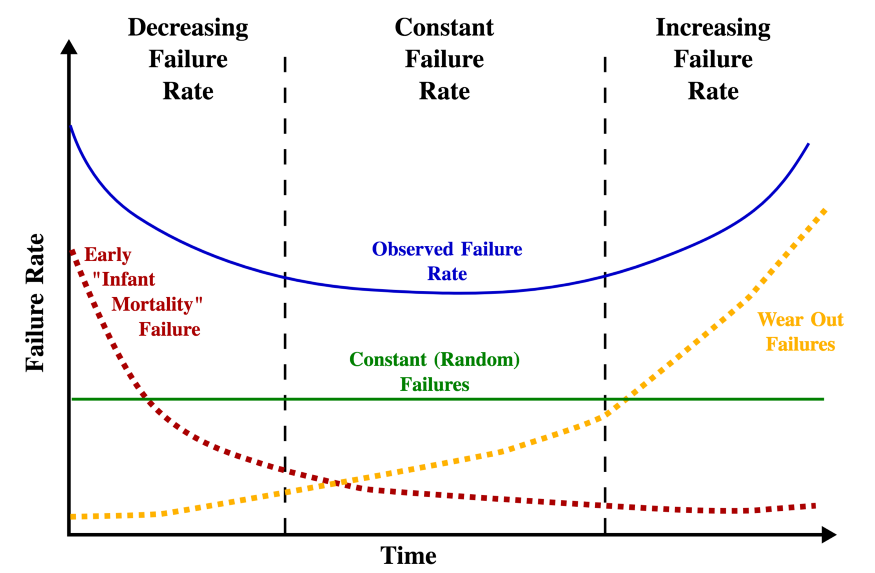 Decreasing
Failure
Rate
Constant
Failure
Rate
Increasing
Failure
Rate
Failure Rate
Early
"Infant
Mortality"
Failure
Observed Failure
Rate
Constant (Random)
Failures
Wear Out
Failures
Time